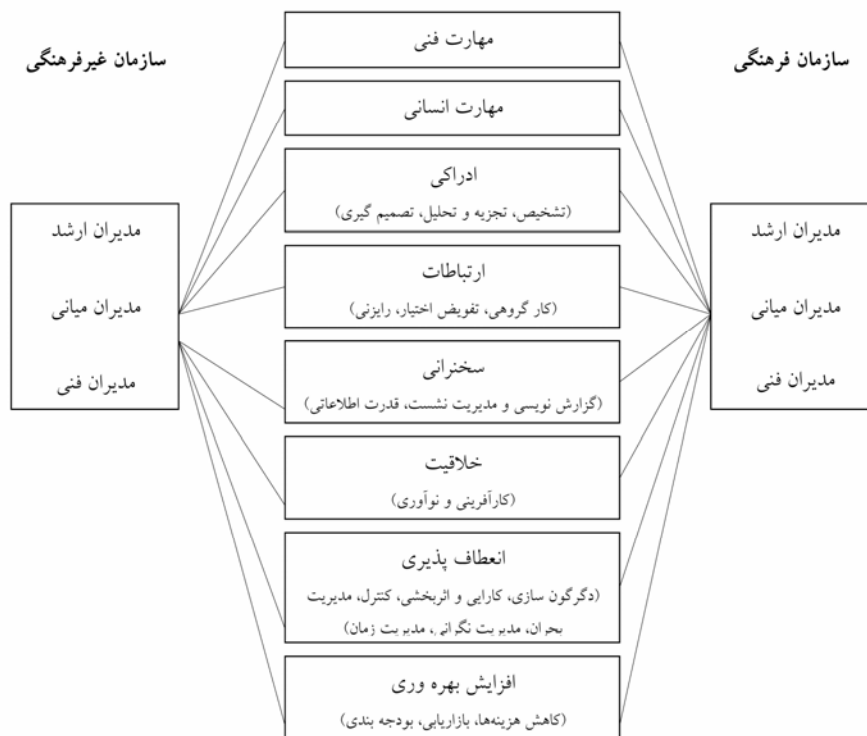 سازمان فرهنگی
سازمان غیرفرهنگی
مهارت فنی
مهارت انسانی
ادراکی
(تشخیص، تجزیه و تحلیل، تصمیم گیری)
ارتباطات
(کار گروهی، تفویض اختیار، رایزنی)
سخنرانی
(گزارش نویسی و مدیریت نشست، قدرت اطلاعاتی)
خلاقیت
(کارآفرینی و نوآوری)
انعطاف پذیری
(دگرگون سازی، کارایی و اثربخشی، کنترل، مدیریت
بحران، مدیریت نگرانی، مدیریت زمان)
افزایش بهره وری
(کاهش هزینه‌ها، بازاریابی، بودجه بندی)
مدیران ارشد
مدیران میانی
مدیران فنی
مدیران ارشد
مدیران میانی
مدیران فنی